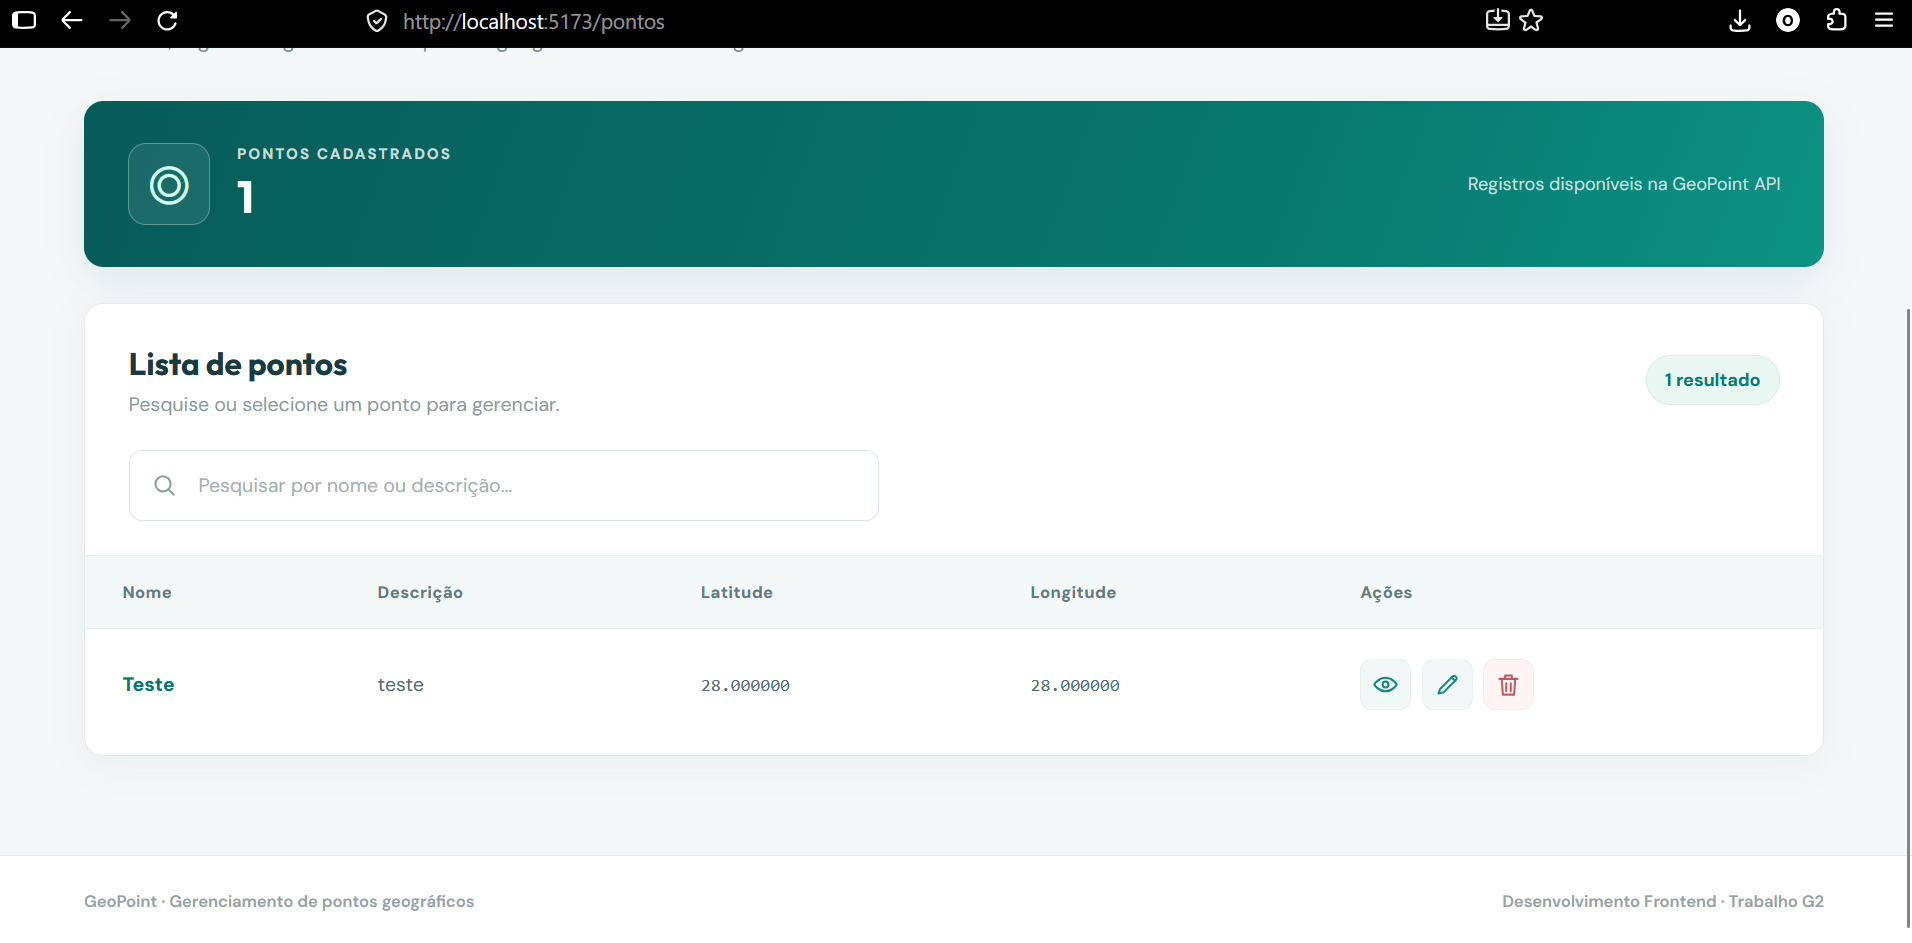 http://localhost:5173/pontos
PONTOS CADASTRADOS
1
Registros disponíveis na GeoPoint API
Lista de pontos
Pesquise ou selecione um ponto para gerenciar.
1 resultado
Pesquisar por nome ou descrição...
Nome Descrição Latitude Longitude Ações
Teste teste 28.000000 28.000000
GeoPoint · Gerenciamento de pontos geográficos
Desenvolvimento Frontend · Trabalho G2